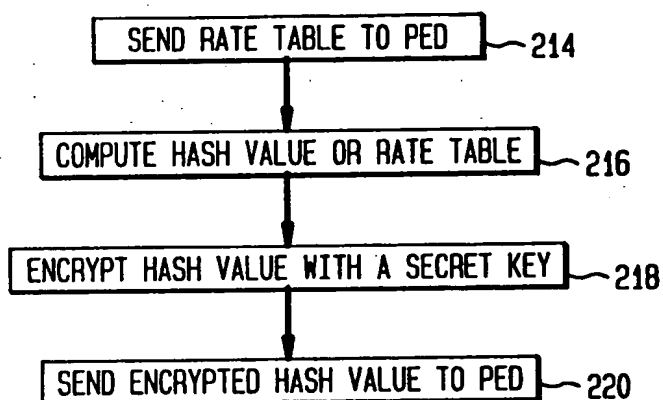 SEND RATE TABLE TO PED 214
COMPUTE HASH VALUE OR RATE TABLE 216
ENCRYPT HASH VALUE WITH A SECRET KEY 218
SEND ENCRYPTED HASH VALUE TO PED 220